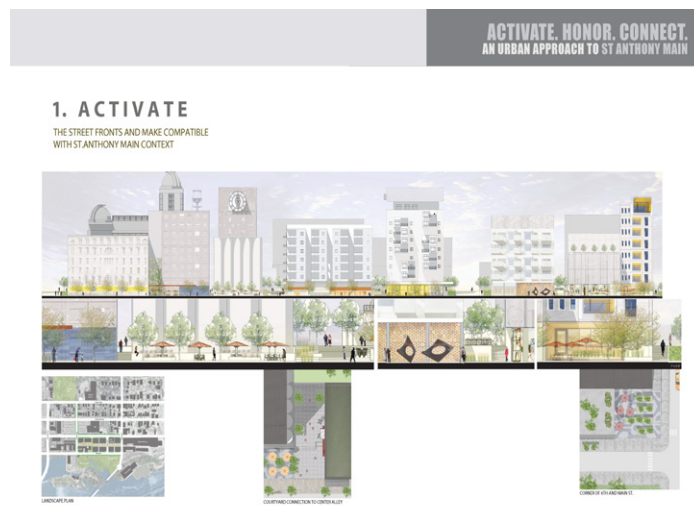 ACTIVATE. HONOR. CONNECT.
AN URBAN APPROACH TO ST ANTHONY MAIN
1. ACTIVATE
THE STREET FRONTS AND MAKE COMPATIBLE
WITH ST.ANTHONY MAIN CONTEXT
LANDSCAPE PLAN
COURTYARD CONNECTION TO CENTER ALLEY
CORNER OF 6TH AND MAIN ST.